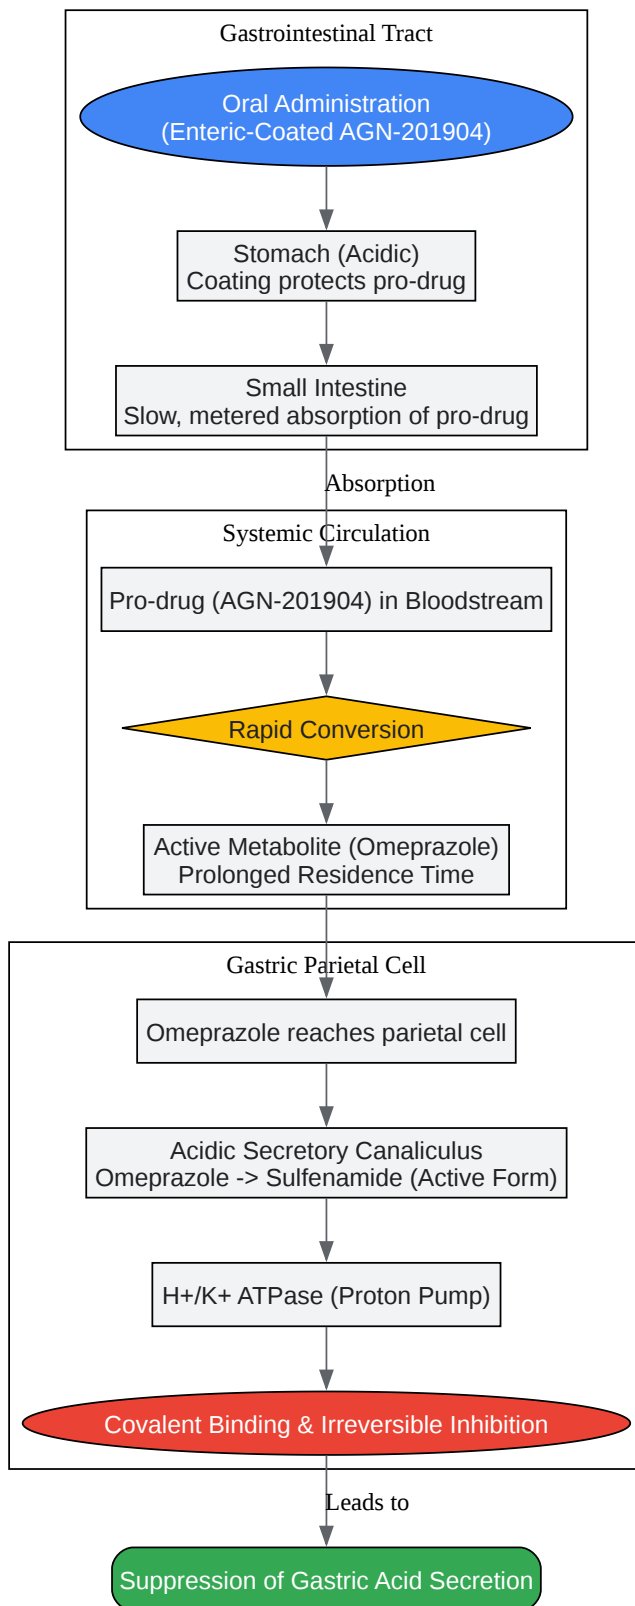 Gastrointestinal Tract
Oral Administration
(Enteric-Coated AGN-201904)
Stomach (Acidic)
Coating protects pro-drug
Small Intestine
Slow, metered absorption of pro-drug
Absorption
Systemic Circulation
Pro-drug (AGN-201904) in Bloodstream
Rapid Conversion
Active Metabolite (Omeprazole)
Prolonged Residence Time
Gastric Parietal Cell
Omeprazole reaches parietal cell
Acidic Secretory Canaliculus
Omeprazole -> Sulfenamide (Active Form)
H+/K+ ATPase (Proton Pump)
Covalent Binding & Irreversible Inhibition
Leads to
Suppression of Gastric Acid Secretion